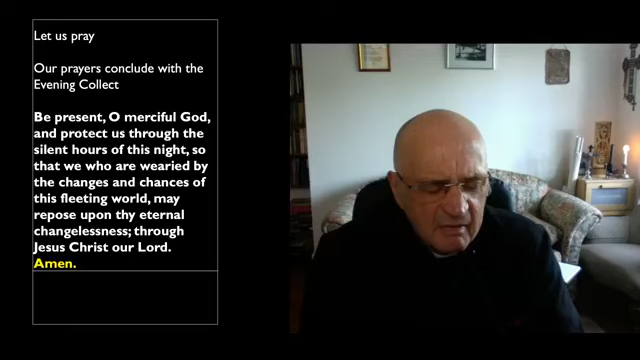 Let us pray
Our prayers conclude with the
Evening Collect
Be present, O merciful God,
and protect us through the
silent hours of this night, so
that we who are wearied by
the changes and chances of
this fleeting world, may
repose upon thy eternal
changelessness; through
Jesus Christ our Lord.
Amen.